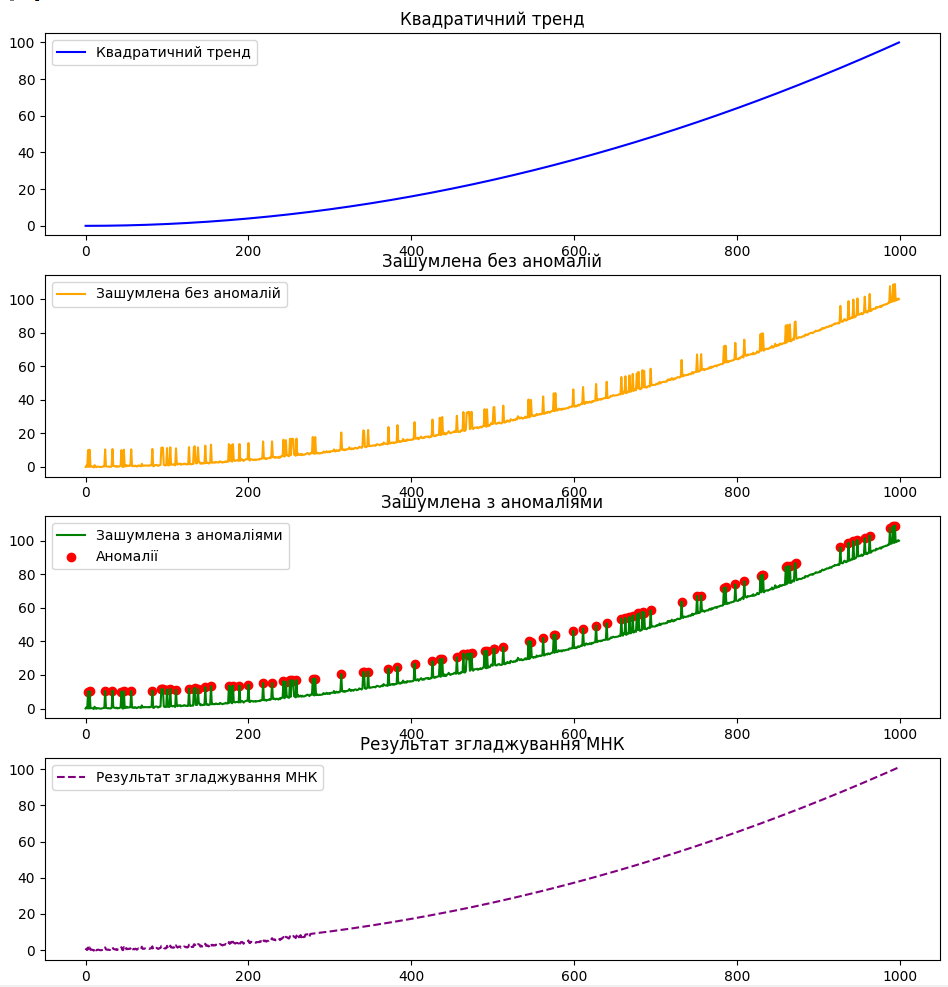 Квадратичний тренд
Квадратичний тренд
100
80
60
40
20
0
0 200 400 600 800 1000
Зашумлена без аномалій
Зашумлена без аномалій
100
80
60
40
20
0
0 200 400 600 800 1000
Зашумлена з аномаліями
Зашумлена з аномаліями
Аномалії
100
80
60
40
20
0
0 200 400 600 800 1000
Результат згладжування МНК
Результат згладжування МНК
100
80
60
40
20
0
0 200 400 600 800 1000